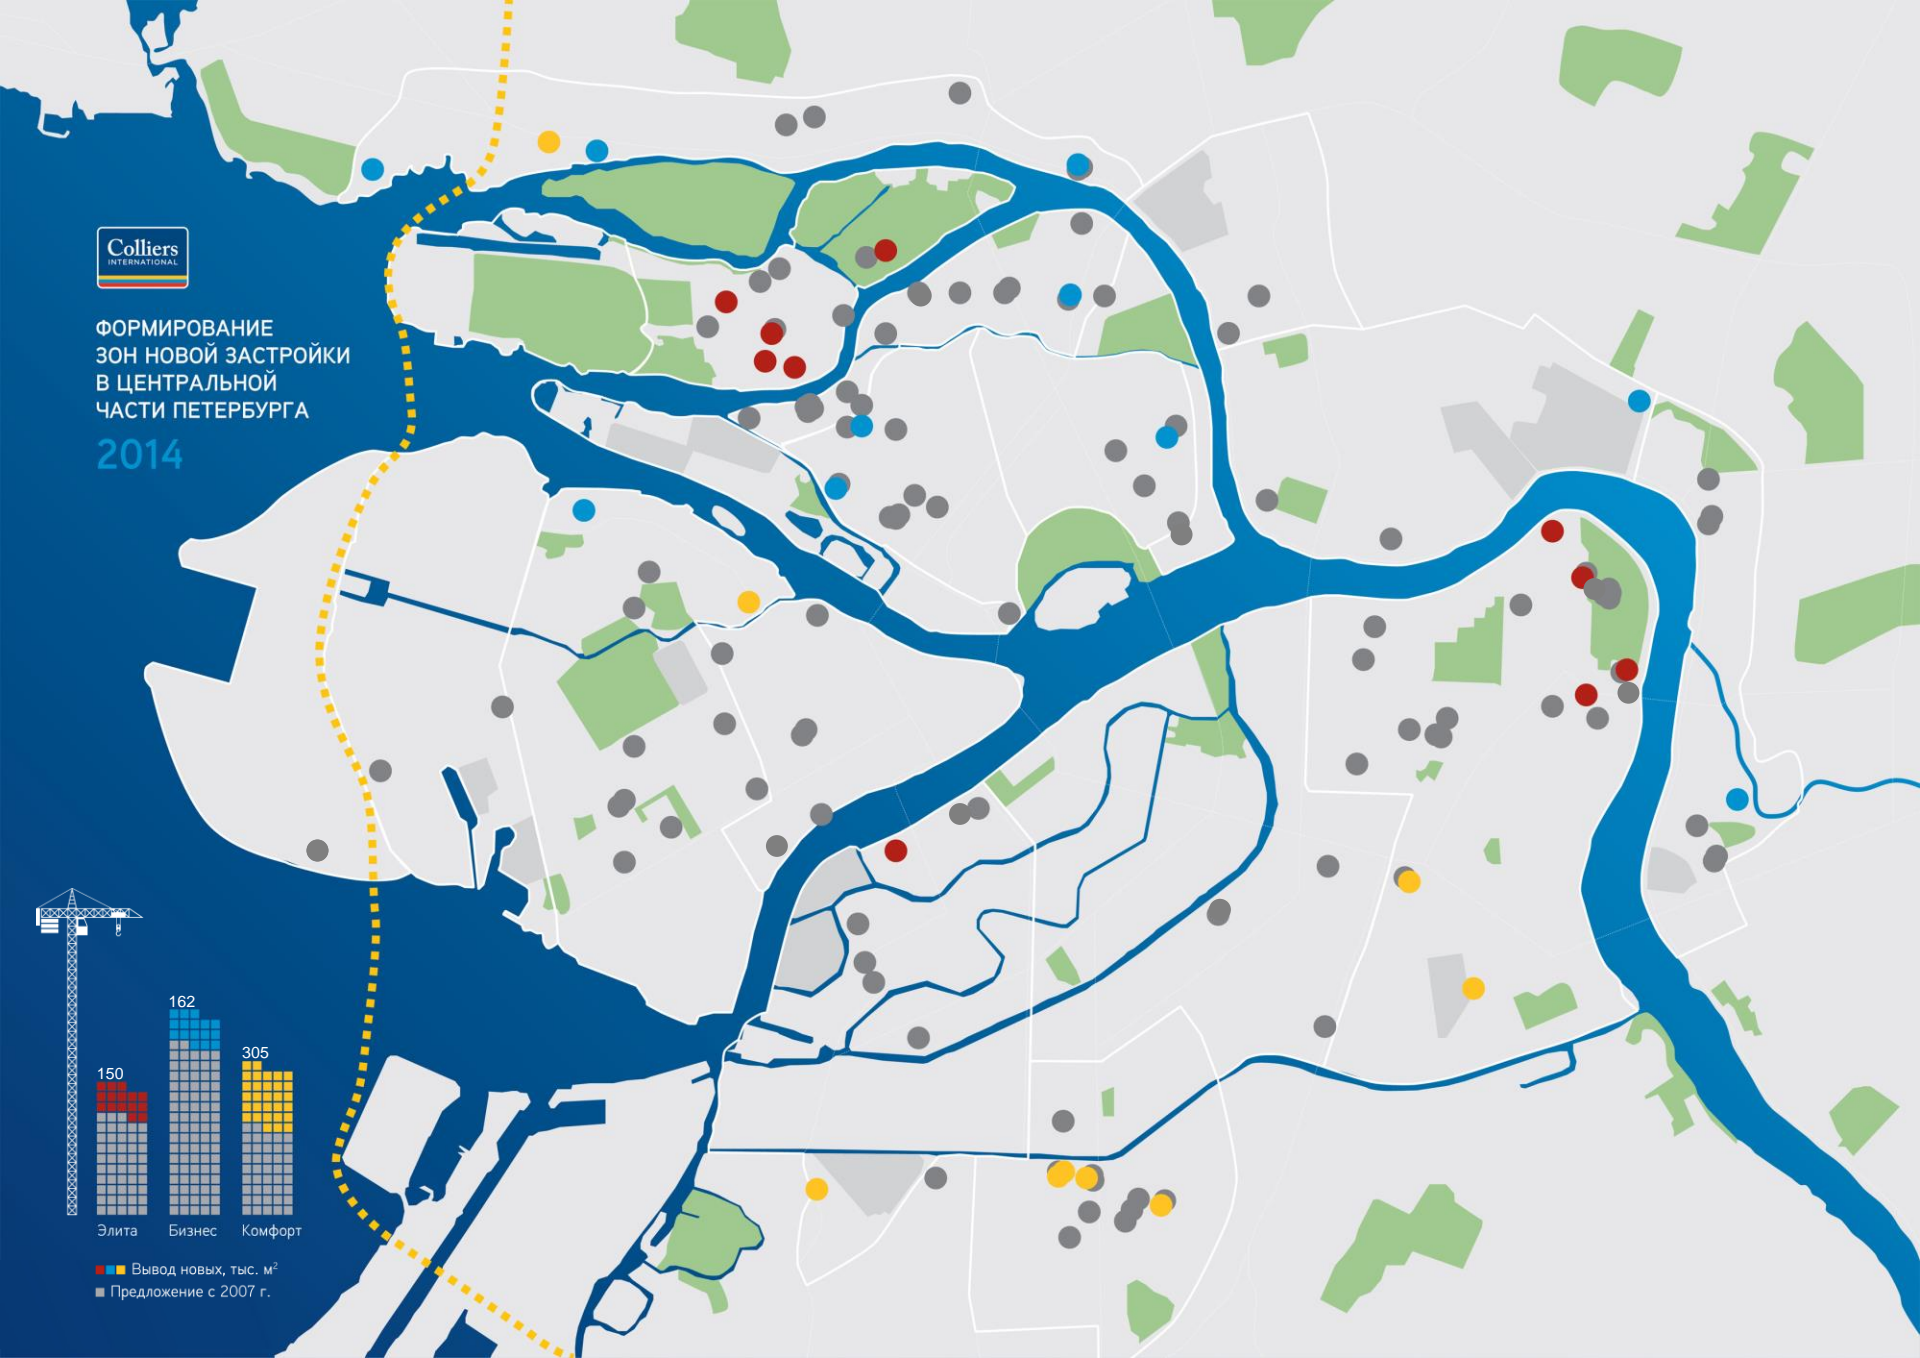 Colliers
INTERNATIONAL
ФОРМИРОВАНИЕ
ЗОН НОВОЙ ЗАСТРОЙКИ
В ЦЕНТРАЛЬНОЙ
ЧАСТИ ПЕТЕРБУРГА
2014
162
305
150
Элита Бизнес Комфорт
Вывод новых, тыс. м²
Предложение с 2007 г.